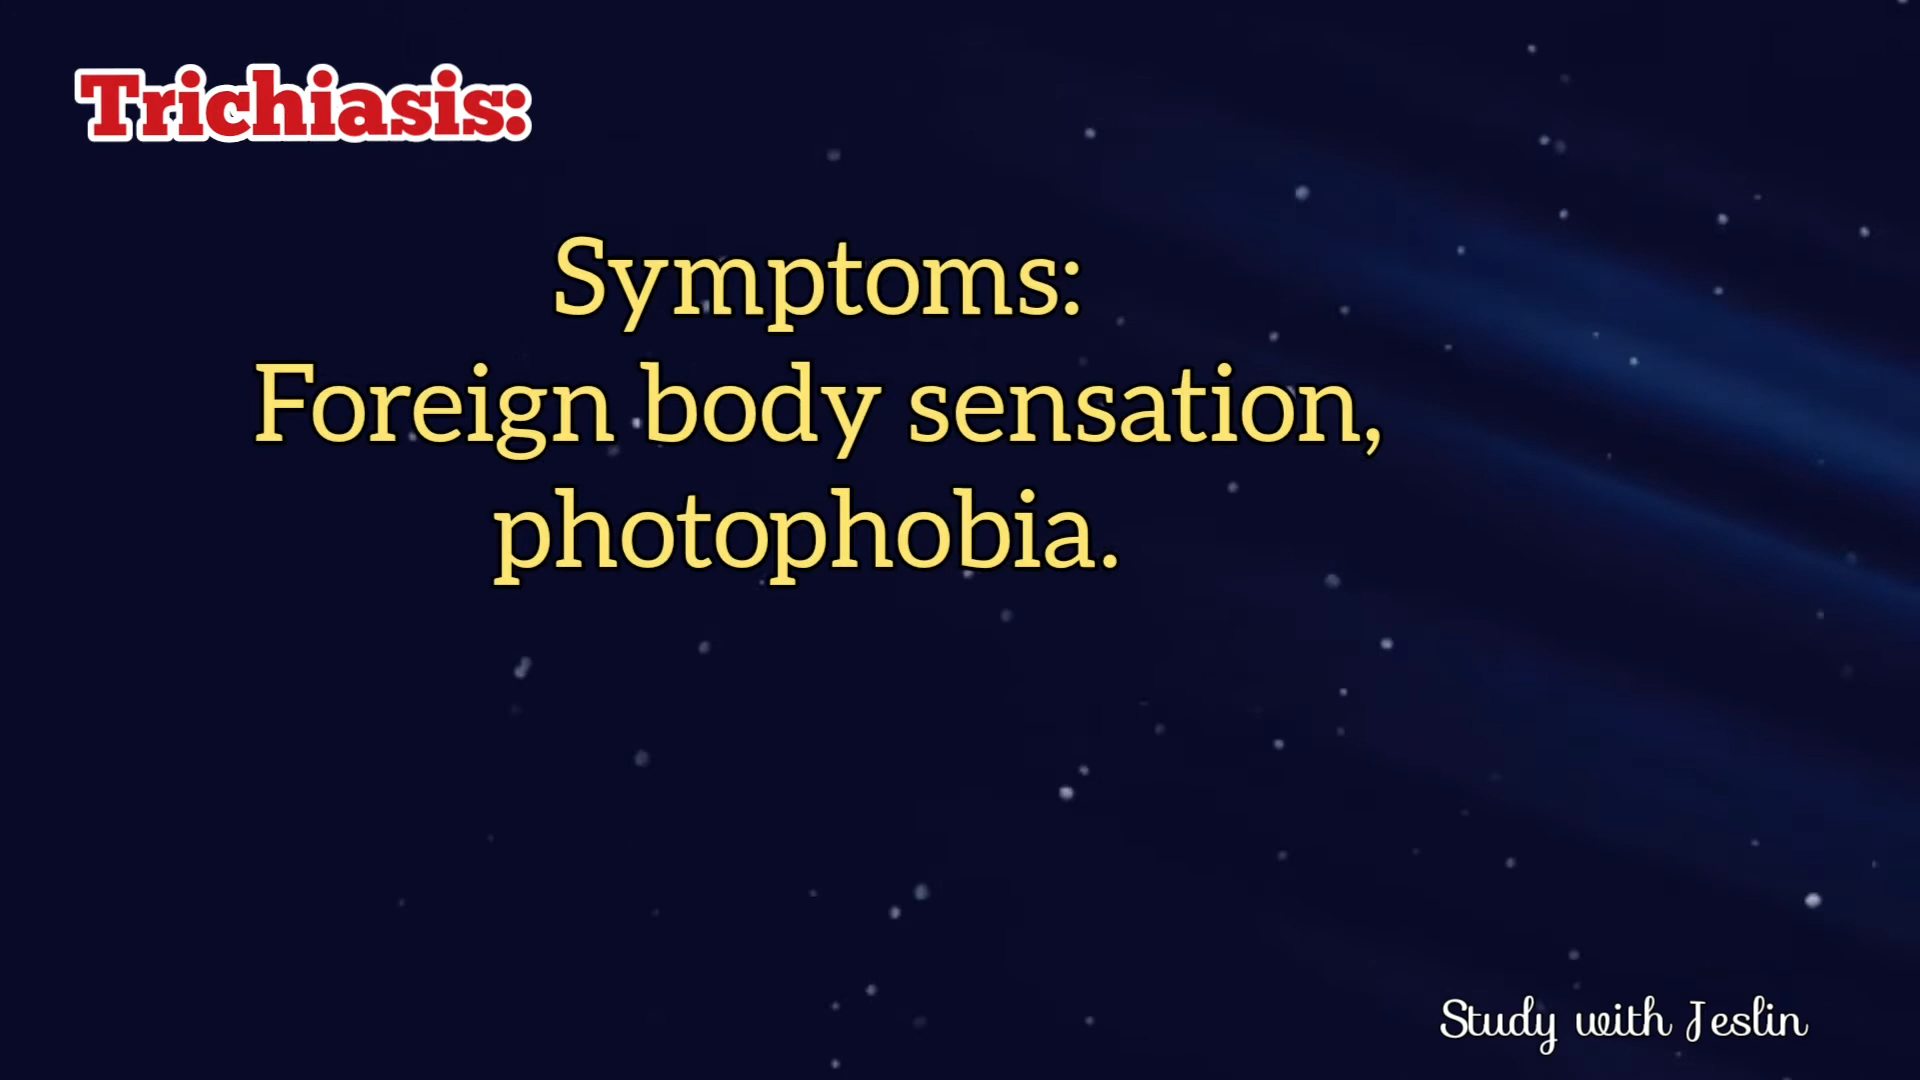 Trichiasis:
Symptoms:
Foreign body sensation,
photophobia.
Study with Jeslin